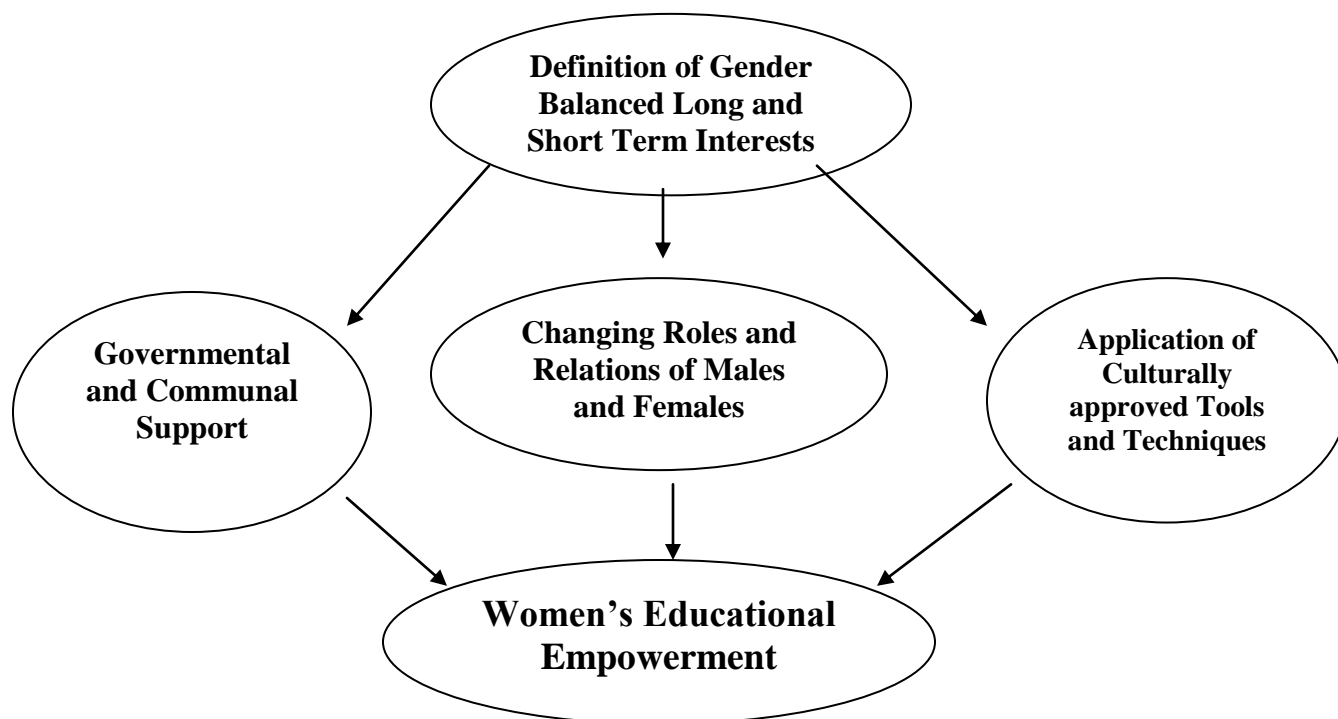 Definition of Gender
Balanced Long and
Short Term Interests
Governmental
and Communal
Support
Changing Roles and
Relations of Males
and Females
Application of
Culturally
approved Tools
and Techniques
Women’s Educational
Empowerment